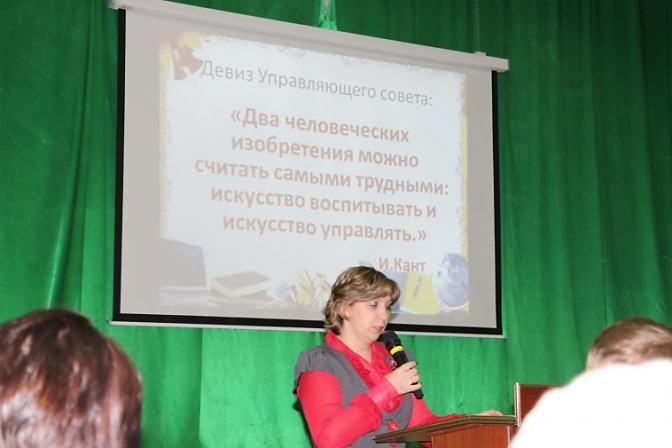 Девиз Управляющего совета:
«Два человеческих
изобретения можно
считать самыми трудными:
искусство воспитывать и
искусство управлять.»
И.Кант